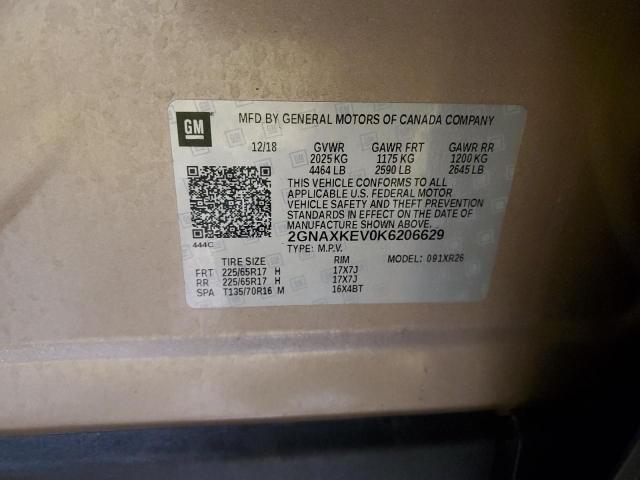 GM
MFD BY GENERAL MOTORS OF CANADA COMPANY
12/18 GVWR GAWR FRT GAWR RR
2025 KG 1175 KG 1200 KG
4464 LB 2590 LB 2645 LB
THIS VEHICLE CONFORMS TO ALL
APPLICABLE U.S. FEDERAL MOTOR
VEHICLE SAFETY AND THEFT
PREVENTION STANDARDS IN EFFECT
ON THE DATE OF MANUFACTURE
SHOWN ABOVE.
444C 2GNAXKEV0K6206629
TYPE: M.P.V.
TIRE SIZE RIM MODEL: 091XR26
FRT 225/65R17 H 17X7J
RR 225/65R17 H 17X7J
SPA T135/70R16 M 16X4BT